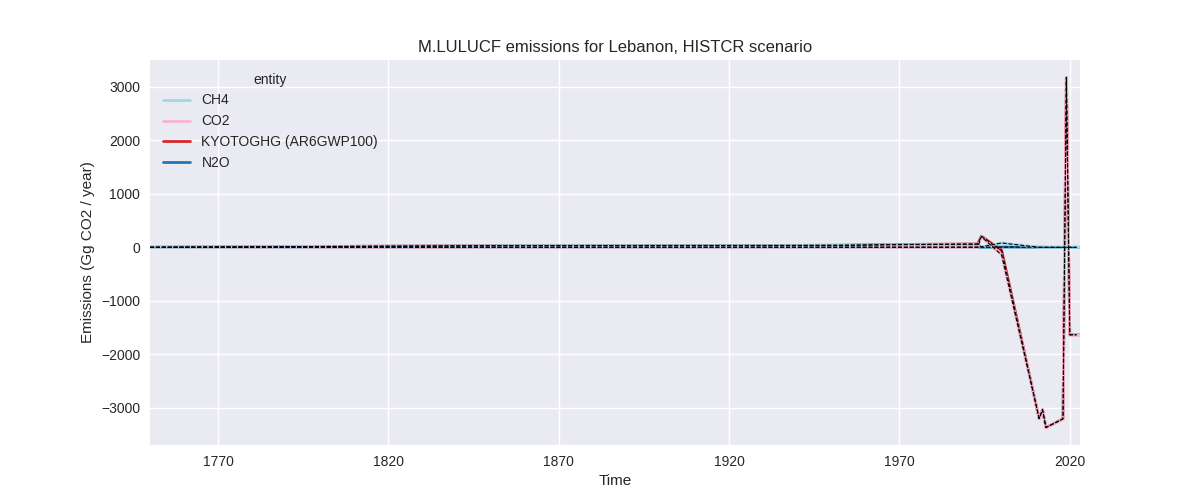 M.LULUCF emissions for Lebanon, HISTCR scenario
entity
CH4
CO2
KYOTOGHG (AR6GWP100)
N2O
Emissions (Gg CO2 / year)
3000
2000
1000
0
−1000
−2000
−3000
1770
1820
1870
1920
1970
2020
Time